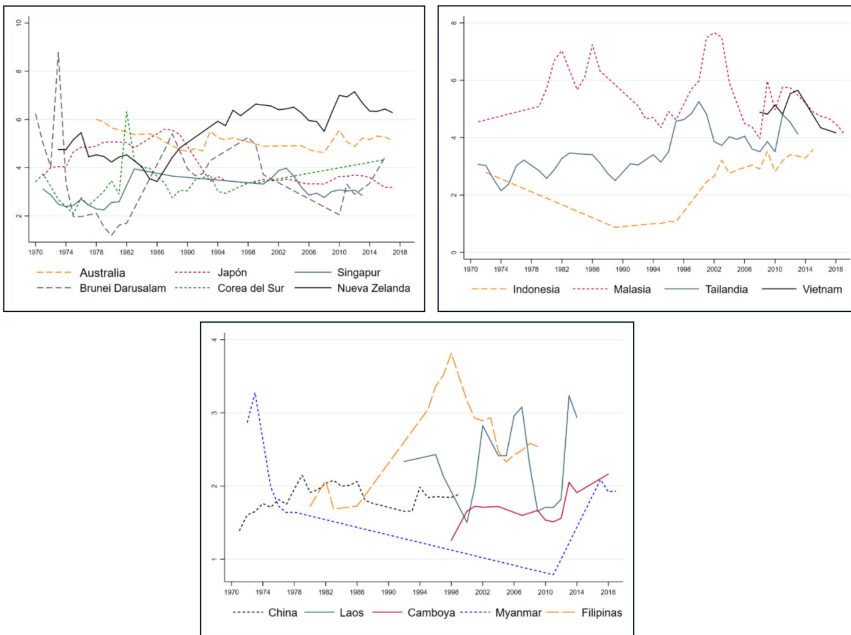 10
8
6
4
2
1970 1974 1978 1982 1986 1990 1994 1998 2002 2006 2010 2014 2018
Australia Japón Singapur
Brunei Darusalam Corea del Sur Nueva Zelanda
8
6
4
2
0
1970 1974 1978 1982 1986 1990 1994 1998 2002 2006 2010 2014 2018
Indonesia Malasia Tailandia Vietnam
4
3
2
1
1970 1974 1978 1982 1986 1990 1994 1998 2002 2006 2010 2014 2018
China Laos Camboya Myanmar Filipinas